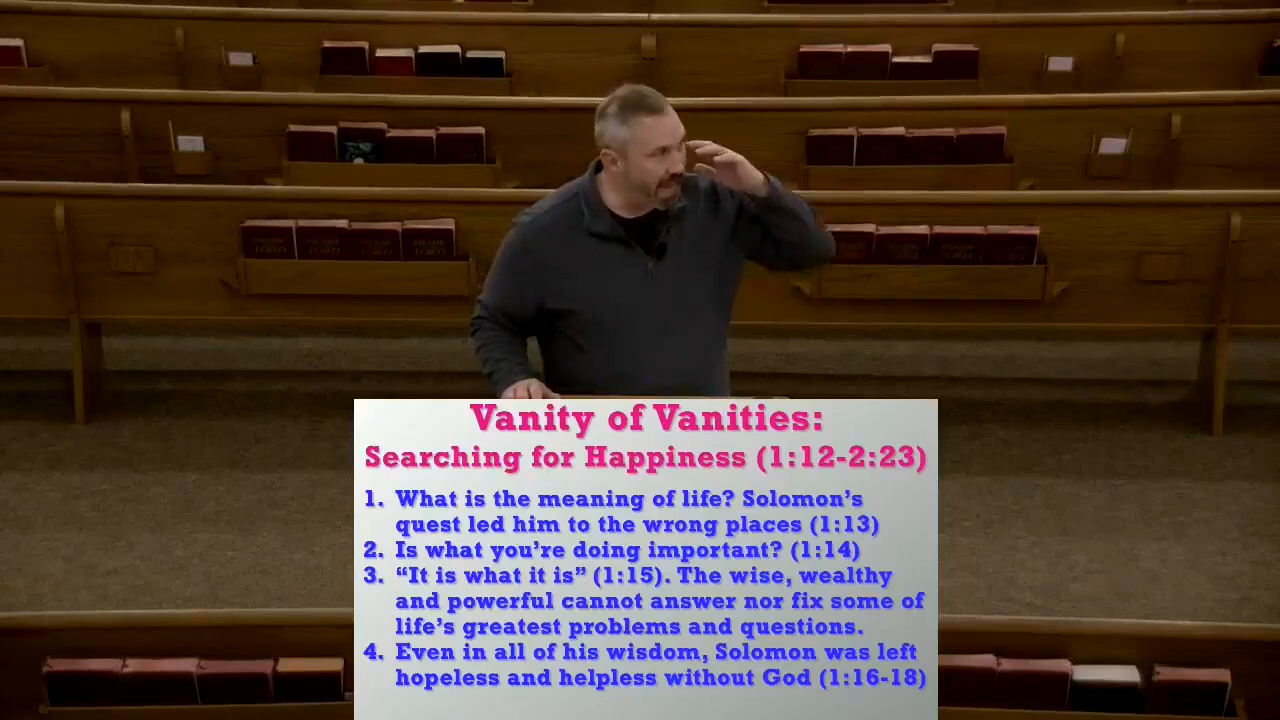 Vanity of Vanities:
Searching for Happiness (1:12-2:23)
1. What is the meaning of life? Solomon's
quest led him to the wrong places (1:13)
2. Is what you're doing important? (1:14)
3. “It is what it is” (1:15). The wise, wealthy
and powerful cannot answer nor fix some of
life's greatest problems and questions.
4. Even in all of his wisdom, Solomon was left
hopeless and helpless without God (1:16-18)